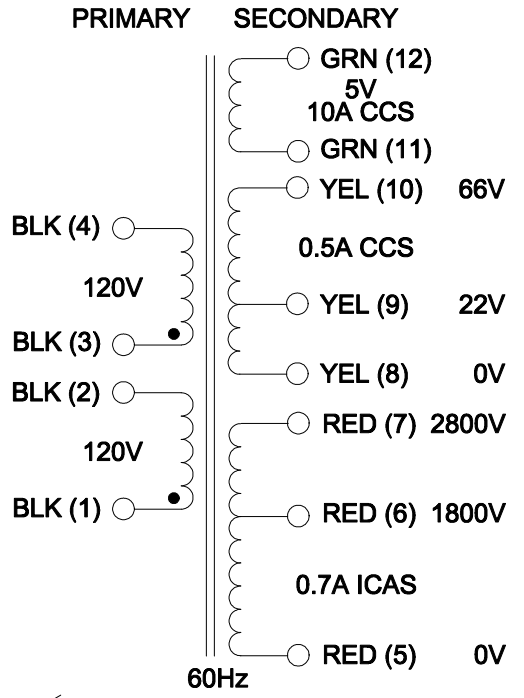 PRIMARY SECONDARY
GRN (12)
5V
10A CCS
GRN (11)
YEL (10) 66V
BLK (4)
0.5A CCS
120V
YEL (9) 22V
BLK (3)
YEL (8) 0V
BLK (2)
RED (7) 2800V
120V
BLK (1)
RED (6) 1800V
0.7A ICAS
RED (5) 0V
60Hz